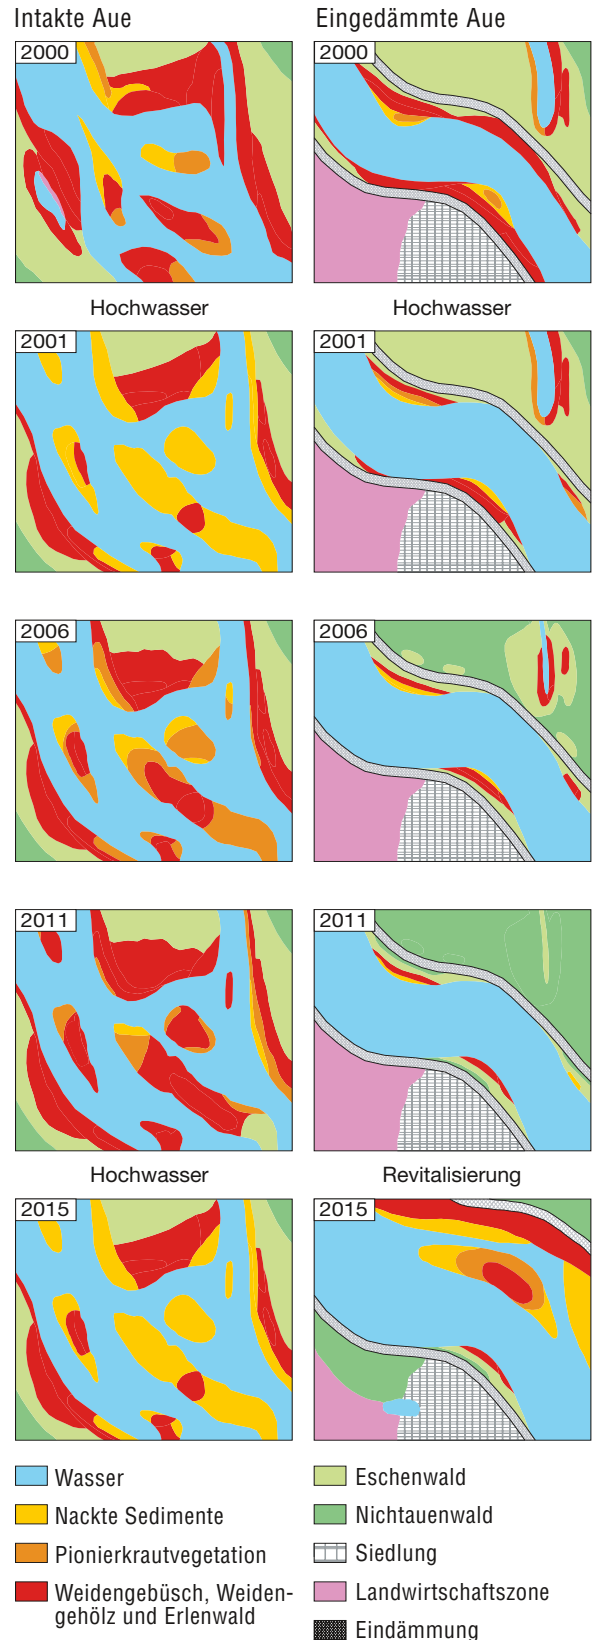 Intakte Aue
Eingedämmte Aue
2000
2000
Hochwasser
Hochwasser
2001
2001
2006
2006
2011
2011
Hochwasser
Revitalisierung
2015
2015
Wasser
Nackte Sedimente
Pionierkrautvegetation
Weidengebüsch, Weiden-
gehölz und Erlenwald
Eschenwald
Nichtauenwald
Siedlung
Landwirtschaftszone
Eindämmung